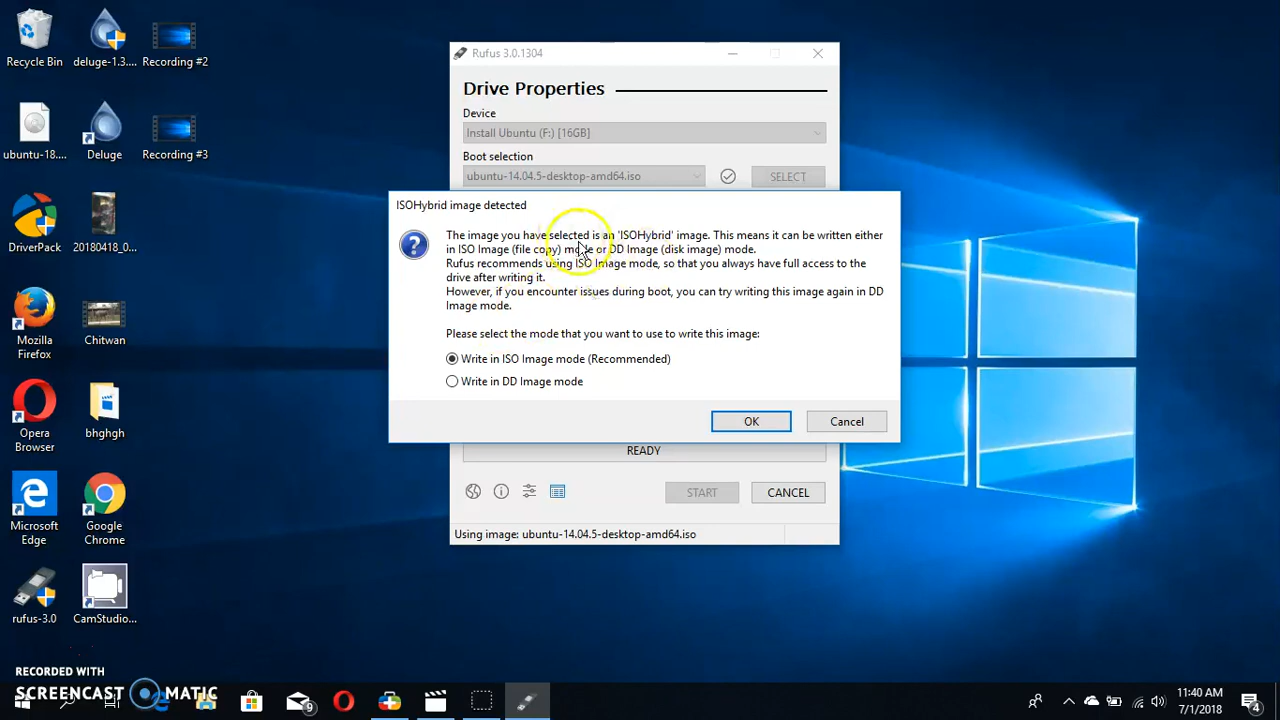 Recycle Bin
deluge-1.3....
Recording #2
ubuntu-18....
Deluge
Recording #3
DriverPack
20180418_0...
Mozilla
Firefox
Chitwan
Opera
Browser
bhghgh
Microsoft
Edge
Google
Chrome
rufus-3.0
CamStudio...
Rufus 3.0.1304
Drive Properties
Device
Install Ubuntu (F:) [16GB]
Boot selection
ubuntu-14.04.5-desktop-amd64.iso
SELECT
ISOHybrid image detected
The image you have selected is an 'ISOHybrid' image. This means it can be written either
in ISO Image (file copy) mode or DD Image (disk image) mode.
Rufus recommends using ISO Image mode, so that you always have full access to the
drive after writing it.
However, if you encounter issues during boot, you can try writing this image again in DD
Image mode.
Please select the mode that you want to use to write this image:
Write in ISO Image mode (Recommended)
Write in DD Image mode
OK
Cancel
READY
START
CANCEL
Using image: ubuntu-14.04.5-desktop-amd64.iso
RECORDED WITH
SCREENCAST MATIC
9
11:40 AM
7/1/2018
4